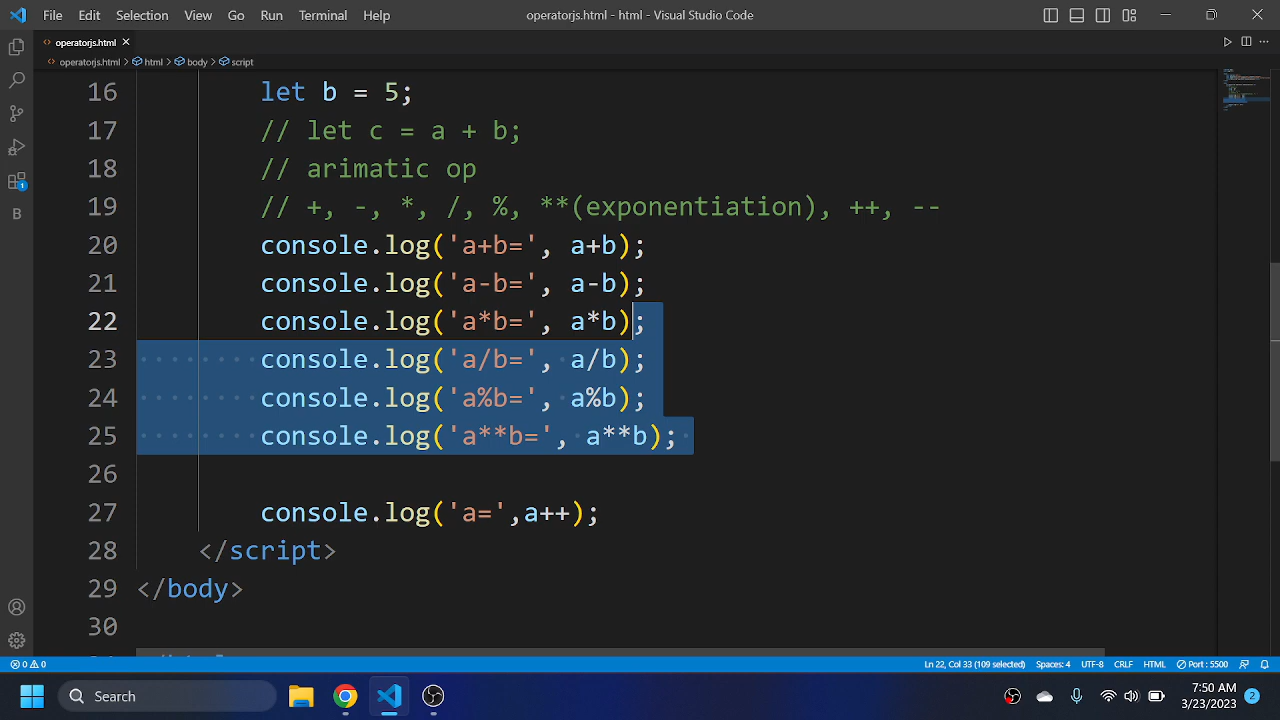 File Edit Selection View Go Run Terminal Help operatorjs.html - html - Visual Studio Code
operatorjs.html
operatorjs.html html body script
16 let b = 5;
17 // let c = a + b;
18 // arimatic op
19 // +, -, *, /, %, **(exponentiation), ++, --
20 console.log('a+b=', a+b);
21 console.log('a-b=', a-b);
22 console.log('a*b=', a*b);
23 console.log('a/b=', a/b);
24 console.log('a%b=', a%b);
25 console.log('a**b=', a**b);
26
27 console.log('a=',a++);
28 </script>
29 </body>
30
1
B
0 0 Ln 22, Col 33 (109 selected) Spaces: 4 UTF-8 CRLF HTML Port : 5500
Search
7:50 AM
3/23/2023
2